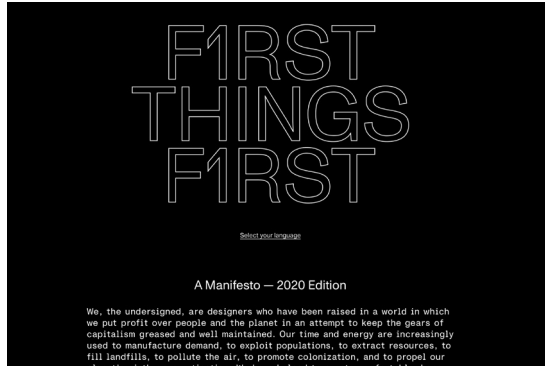 F1RST
THINGS
F1RST
Select your language
A Manifesto — 2020 Edition
We, the undersigned, are designers who have been raised in a world in which
we put profit over people and the planet in an attempt to keep the gears of
capitalism greased and well maintained. Our time and energy are increasingly
used to manufacture demand, to exploit populations, to extract resources, to
fill landfills, to pollute the air, to promote colonization, and to propel our